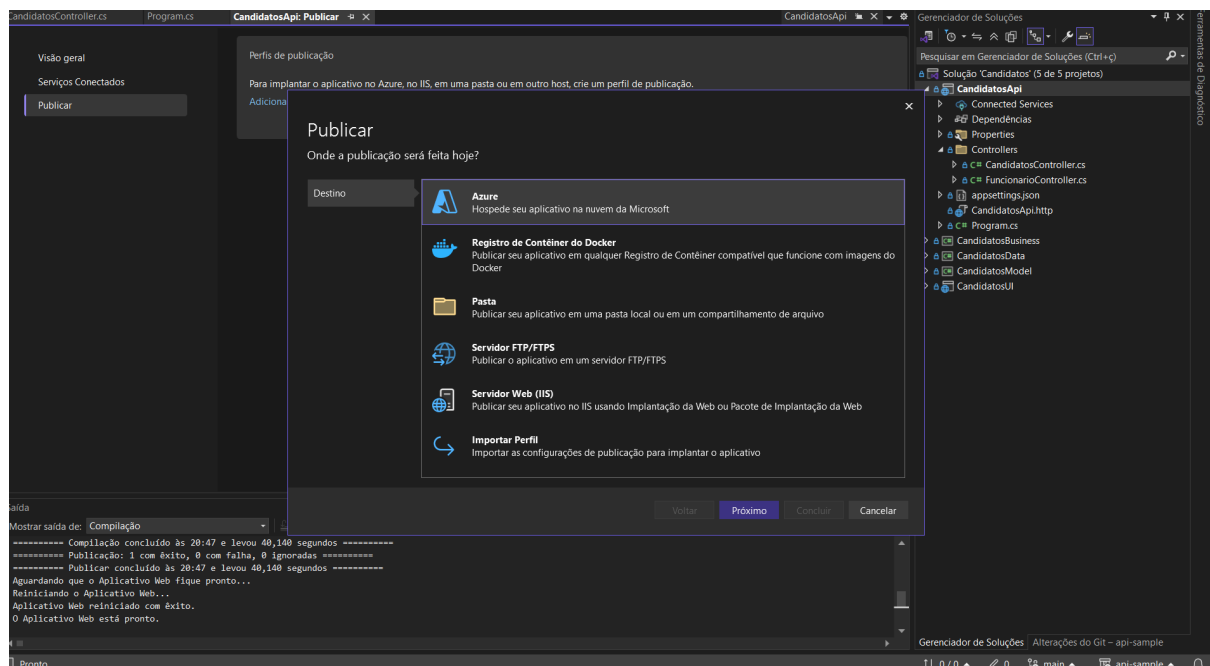 CandidatosController.cs
Program.cs
CandidatosApi: Publicar
CandidatosApi
Visão geral
Serviços Conectados
Publicar
Perfis de publicação
Para implantar o aplicativo no Azure, no IIS, em uma pasta ou em outro host, crie um perfil de publicação.
Adiciona
Publicar
Onde a publicação será feita hoje?
Destino
Azure
Hospede seu aplicativo na nuvem da Microsoft
Registro de Contêiner do Docker
Publicar seu aplicativo em qualquer Registro de Contêiner compatível que funcione com imagens do
Docker
Pasta
Publicar seu aplicativo em uma pasta local ou em um compartilhamento de arquivo
Servidor FTP/FTPS
Publicar o aplicativo em um servidor FTP/FTPS
Servidor Web (IIS)
Publicar seu aplicativo no IIS usando Implantação da Web ou Pacote de Implantação da Web
Importar Perfil
Importar as configurações de publicação para implantar o aplicativo
Voltar
Próximo
Concluir
Cancelar
Saída
Mostrar saída de: Compilação
========== Compilação concluído às 20:47 e levou 40,140 segundos ==========
========== Publicação: 1 com êxito, 0 com falha, 0 ignoradas ==========
========== Publicar concluído às 20:47 e levou 40,140 segundos ==========
Aguardando que o Aplicativo Web fique pronto...
Reiniciando o Aplicativo Web...
Aplicativo Web reiniciado com êxito.
O Aplicativo Web está pronto.
Gerenciador de Soluções
Pesquisar em Gerenciador de Soluções (Ctrl+ç)
Solução 'Candidatos' (5 de 5 projetos)
CandidatosApi
Connected Services
Dependências
Properties
Controllers
C# CandidatosController.cs
C# FuncionarioController.cs
appsettings.json
CandidatosApi.http
C# Program.cs
CandidatosBusiness
CandidatosData
CandidatosModel
CandidatosUI
Gerenciador de Soluções
Alterações do Git – api-sample
erramentas de Diagnóstico
Pronto
0 / 0
0
main
api-sample